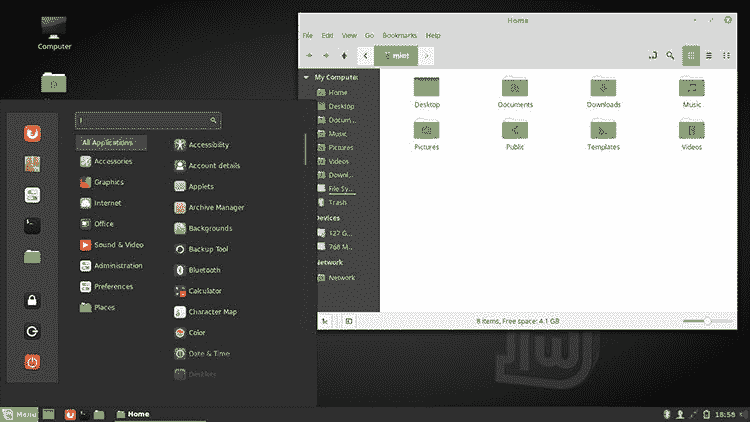 Computer
Home
File Edit View Go Bookmarks Help
mint
My Compute:
Home
Desktop
Docum...
Music
Pictures
Videos
Downl...
File Sy...
Trash
Devices
127 G...
768 M...
Network
Network
Desktop Documents Downloads Music
Pictures Public Templates Videos
8 items, Free space: 4.1 GB
All Applications
Accessories
Graphics
Internet
Office
Sound & Video
Administration
Preferences
Places
Accessibility
Account details
Applets
Archive Manager
Backgrounds
Backup Tool
Bluetooth
Calculator
Character Map
Color
Date & Time
Desklets
Menu
Home
18:58